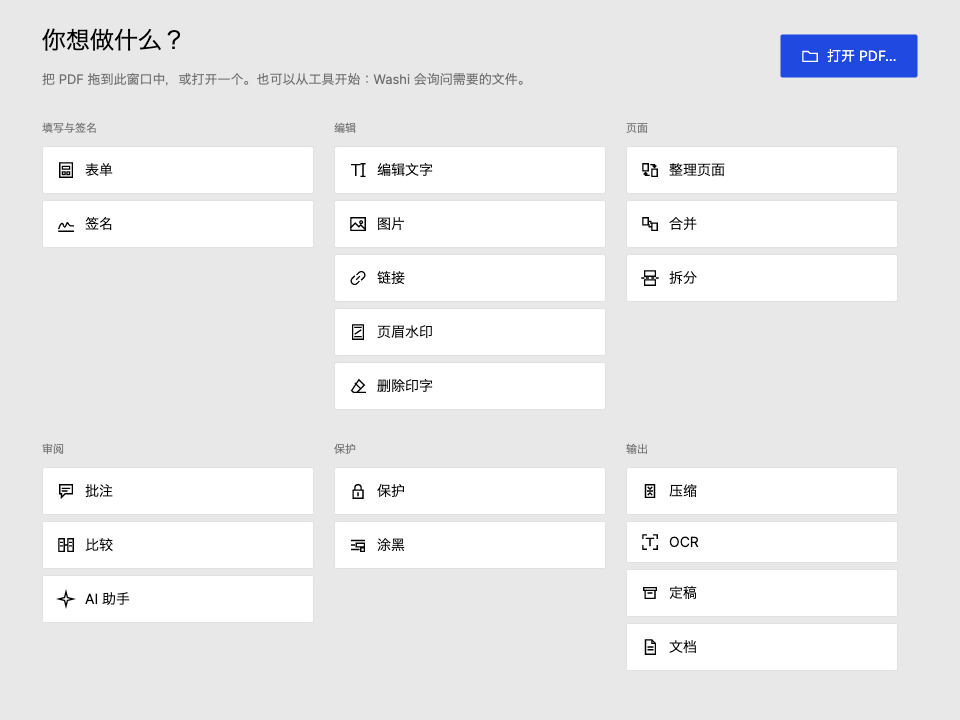 你想做什么？
打开 PDF...
把 PDF 拖到此窗口中，或打开一个。也可以从工具开始：Washi 会询问需要的文件。
填写与签名
表单
签名
编辑
编辑文字
图片
链接
页眉水印
删除印字
页面
整理页面
合并
拆分
审阅
批注
比较
AI 助手
保护
保护
涂黑
输出
压缩
OCR
定稿
文档